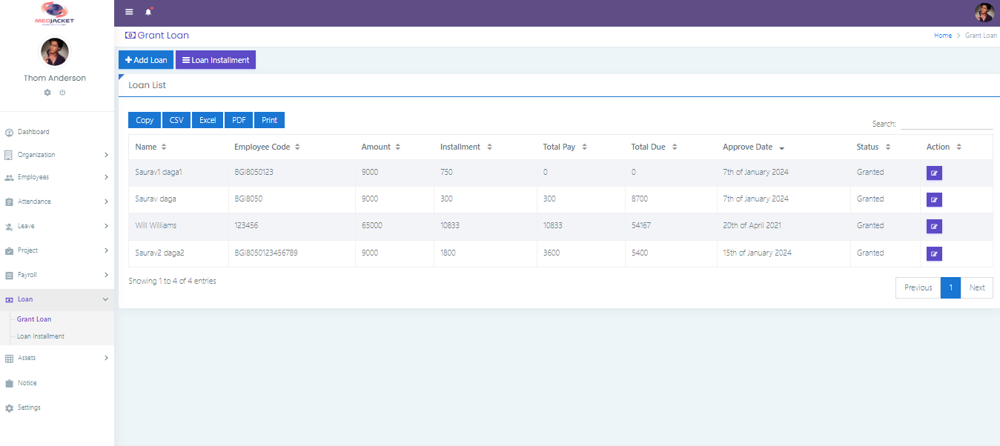 MEDJACKET
Thom Anderson
Dashboard
Organization
Employees
Attendance
Leave
Project
Payroll
Loan
Grant Loan
Loan Installment
Assets
Notice
Settings
Grant Loan
Home > Grant Loan
Add Loan Loan Installment
Loan List
Copy CSV Excel PDF Print
Search:
Name Employee Code Amount Installment Total Pay Total Due Approve Date Status Action
Saurav1 daga1 BGI8050123 9000 750 0 0 7th of January 2024 Granted
Saurav daga BGI8050 9000 300 300 8700 7th of January 2024 Granted
Will Williams 123456 65000 10833 10833 54167 20th of April 2021 Granted
Saurav2 daga2 BGI8050123456789 9000 1800 3600 5400 15th of January 2024 Granted
Showing 1 to 4 of 4 entries
Previous 1 Next